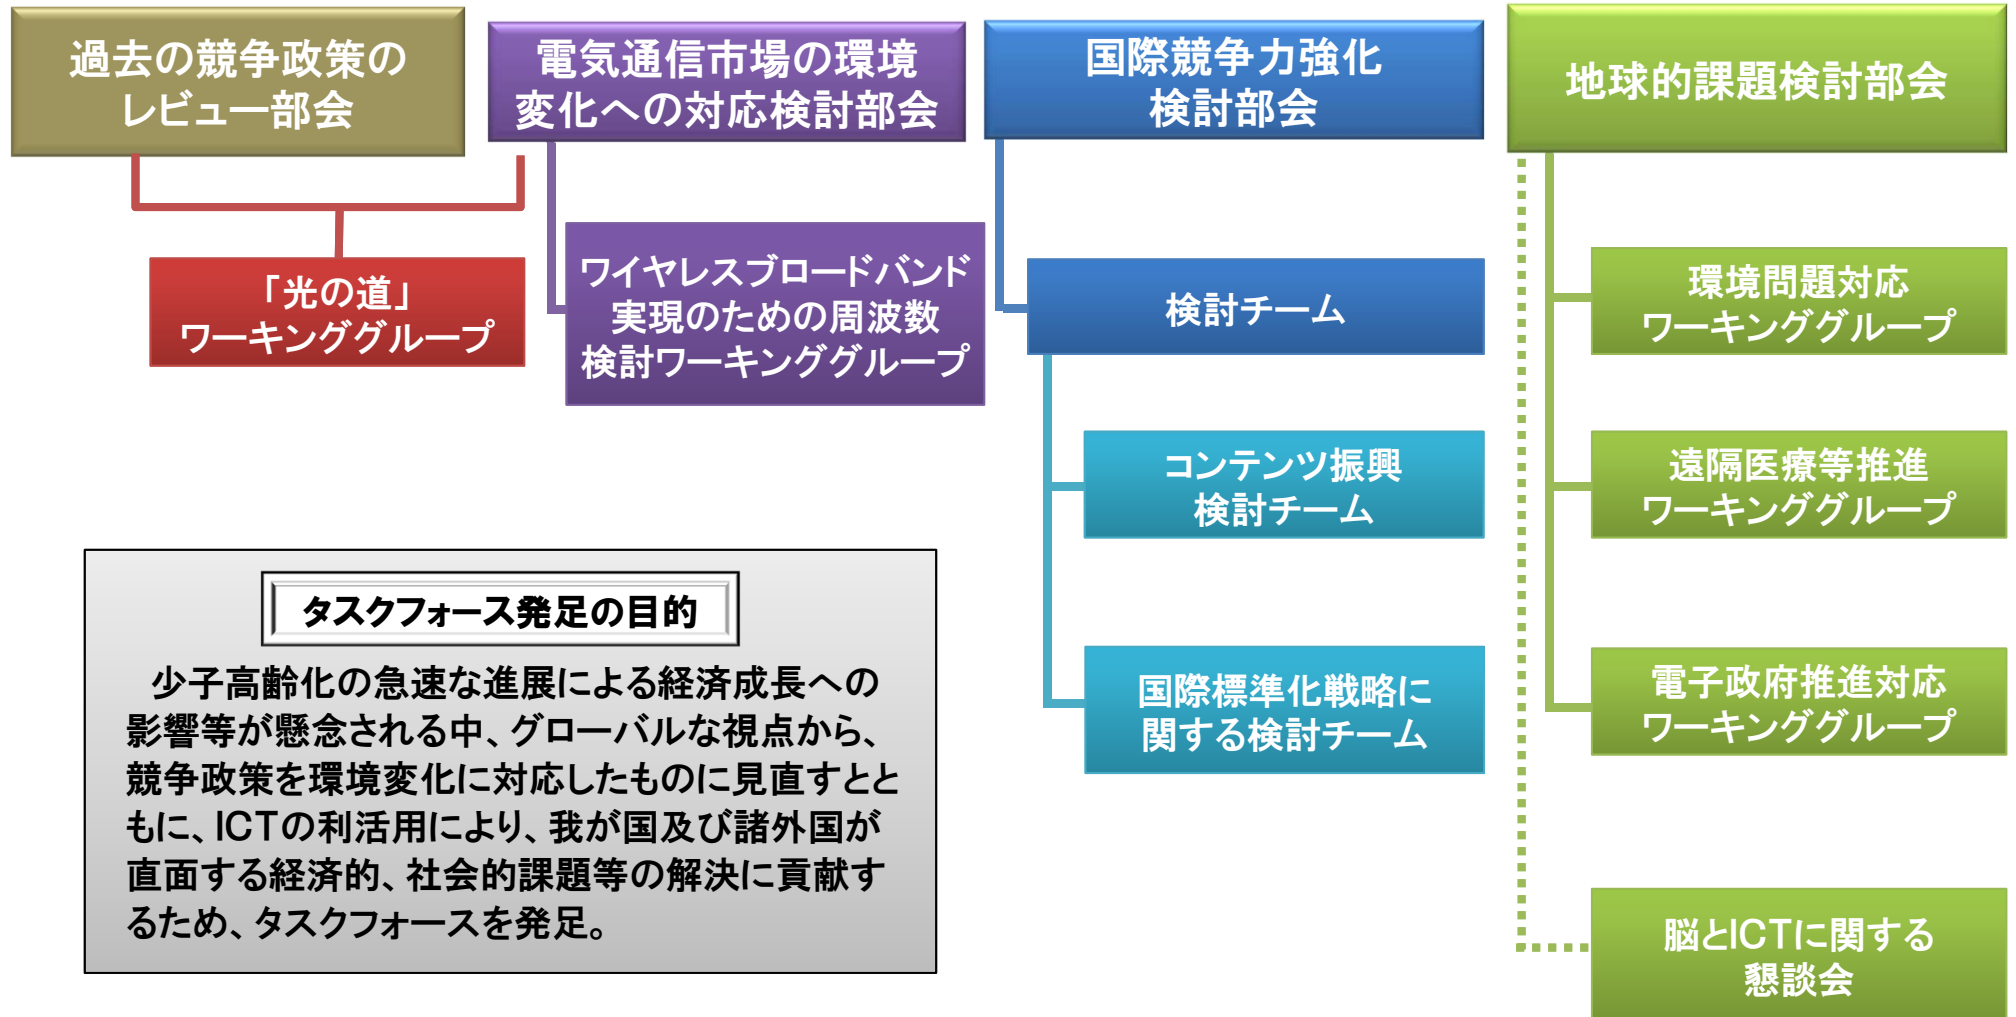 過去の競争政策の
レビュー部会
電気通信市場の環境
変化への対応検討部会
国際競争力強化
検討部会
地球的課題検討部会
「光の道」
ワーキンググループ
ワイヤレスブロードバンド
実現のための周波数
検討ワーキンググループ
検討チーム
コンテンツ振興
検討チーム
国際標準化戦略に
関する検討チーム
環境問題対応
ワーキンググループ
遠隔医療等推進
ワーキンググループ
電子政府推進対応
ワーキンググループ
脳とICTに関する
懇談会
タスクフォース発足の目的
少子高齢化の急速な進展による経済成長への
影響等が懸念される中、グローバルな視点から、
競争政策を環境変化に対応したものに見直すとと
もに、ICTの利活用により、我が国及び諸外国が
直面する経済的、社会的課題等の解決に貢献す
るため、タスクフォースを発足。